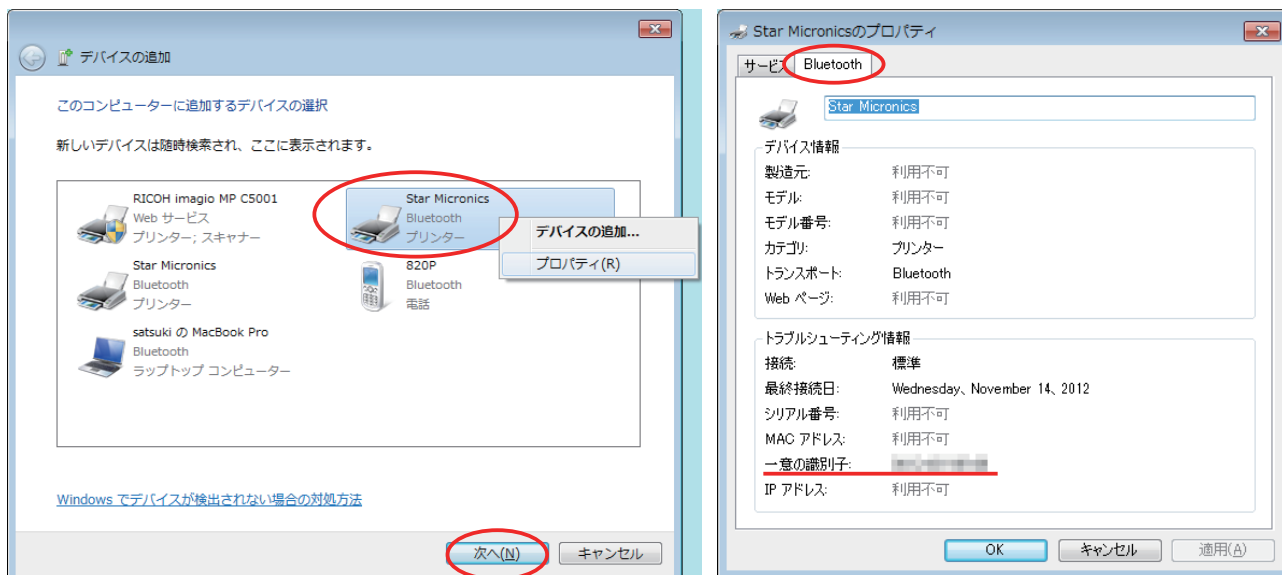 デバイスの追加
このコンピューターに追加するデバイスの選択
新しいデバイスは随時検索され、ここに表示されます。
RICOH imagio MP C5001
Web サービス
プリンター; スキャナー
Star Micronics
Bluetooth
プリンター
デバイスの追加...
プロパティ(R)
Star Micronics
Bluetooth
プリンター
820P
Bluetooth
電話
satsuki の MacBook Pro
Bluetooth
ラップトップ コンピューター
Windows でデバイスが検出されない場合の対処方法
次へ(N)
キャンセル
Star Micronicsのプロパティ
サービス
Bluetooth
Star Micronics
デバイス情報
製造元: 利用不可
モデル: 利用不可
モデル番号: 利用不可
カテゴリ: プリンター
トランスポート: Bluetooth
Web ページ: 利用不可
トラブルシューティング情報
接続: 標準
最終接続日: Wednesday、November 14、2012
シリアル番号: 利用不可
MAC アドレス: 利用不可
一意の識別子:
IP アドレス: 利用不可
OK
キャンセル
適用(A)